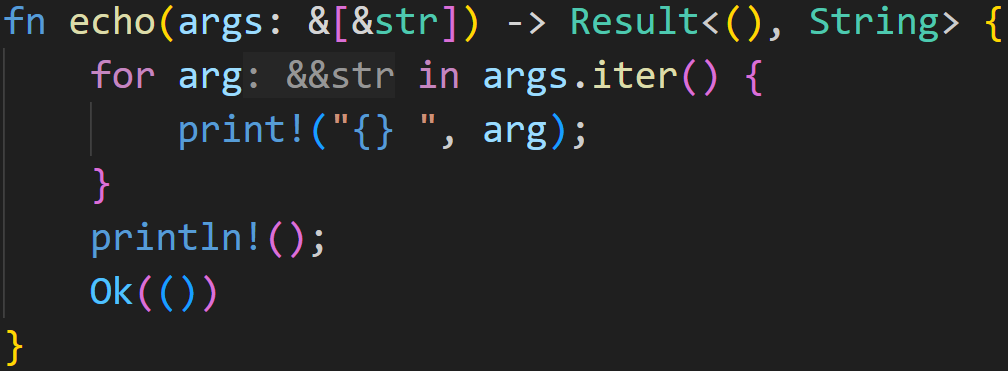 fn echo(args: &[&str]) -> Result<(), String> {
    for arg: &&str in args.iter() {
        print!("{} ", arg);
    }
    println!();
    Ok(())
}